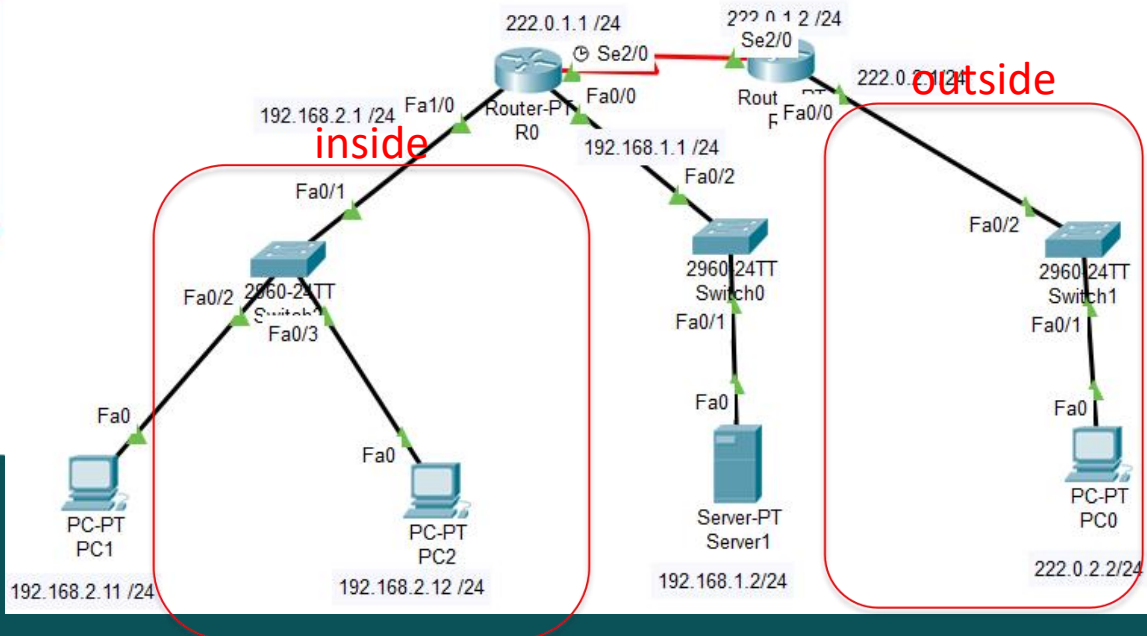 222.0.1.1 /24
222.0.1.2 /24
Se2/0
Se2/0
222.0.2.1/24
outside
192.168.2.1 /24
Fa1/0
Router-PT
R0
Fa0/0
Fa0/0
inside
192.168.1.1 /24
Fa0/1
Fa0/2
Fa0/2
2960-24TT
Switch0
2960-24TT
Switch1
Fa0/2
2960-24TT
Fa0/3
Fa0/1
Fa0/1
Fa0
Fa0
Fa0
Fa0
PC-PT
PC1
PC-PT
PC2
Server-PT
Server1
PC-PT
PC0
192.168.2.11 /24
192.168.2.12 /24
192.168.1.2/24
222.0.2.2/24